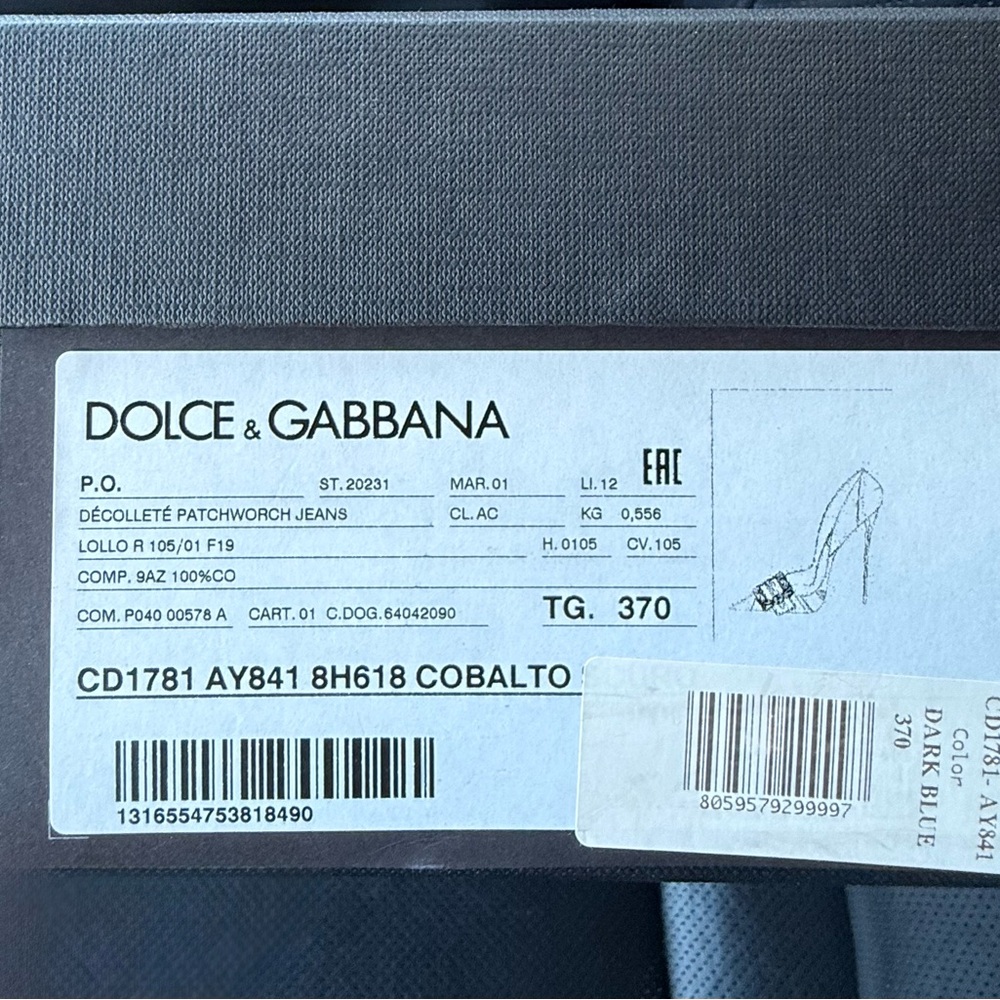 DOLCE & GABBANA
P.O. ST. 20231 MAR. 01 LI. 12 EAC
DÉCOLLETÉ PATCHWORCH JEANS CL. AC KG 0,556
LOLLO R 105/01 F19 H. 0105 CV. 105
COMP. 9AZ 100%CO
COM. P040 00578 A CART. 01 C.DOG. 64042090 TG. 370
CD1781 AY841 8H618 COBALTO
1316554753818490
8059579299997
CD1781- AY841
Color
DARK BLUE
370